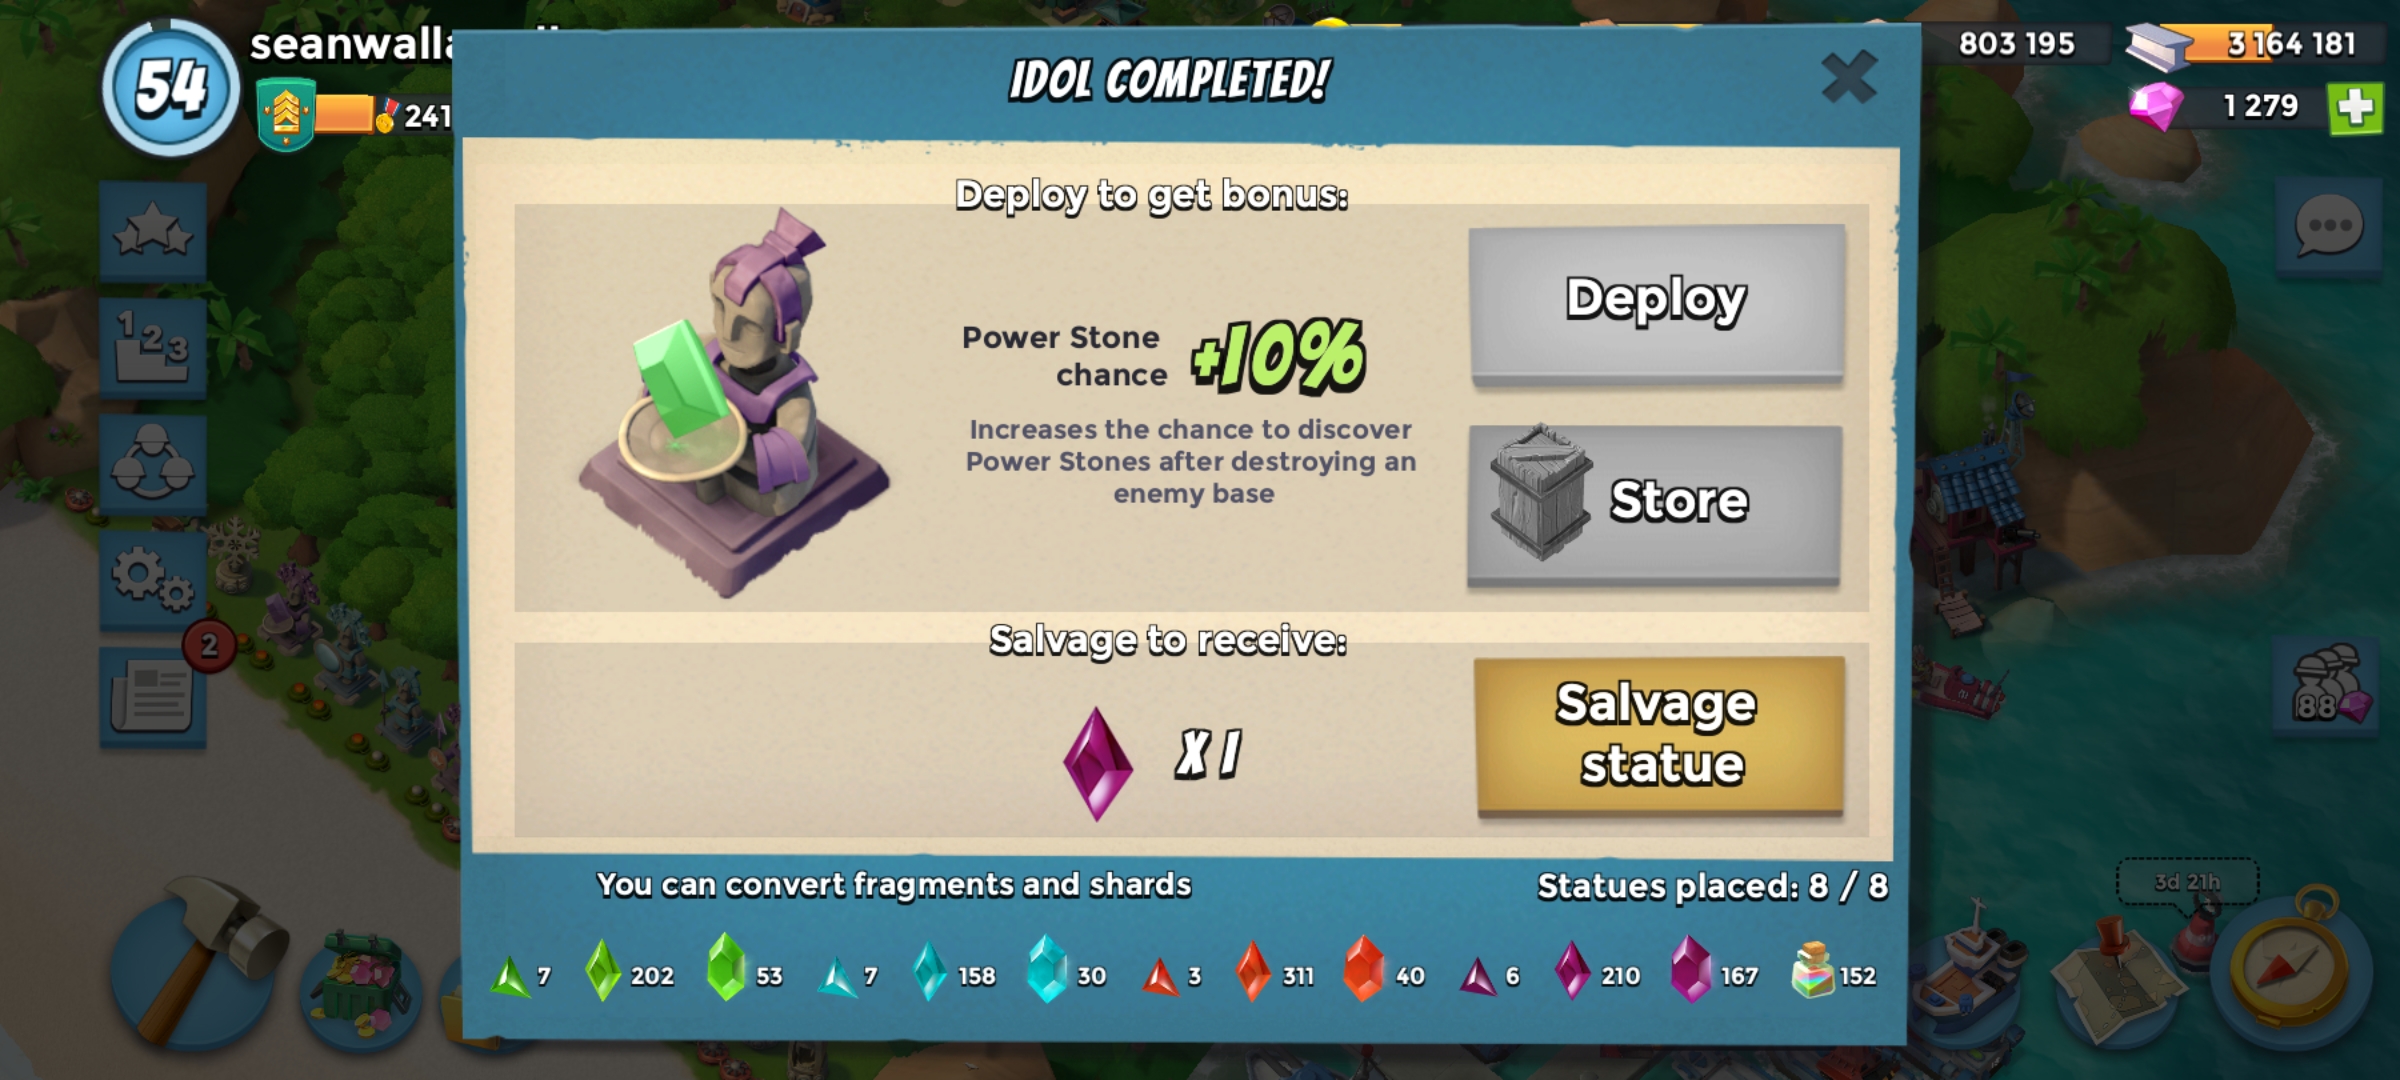 54
241
IDOL COMPLETED!
803 195
3 164 181
1 279
Deploy to get bonus:
Power Stone
chance
+10%
Increases the chance to discover
Power Stones after destroying an
enemy base
Deploy
Store
1 2 3
2
88
Salvage to receive:
X 1
Salvage
statue
You can convert fragments and shards
Statues placed: 8 / 8
3d 21h
7 202 53 7 158 30 3 311 40 6 210 167 152